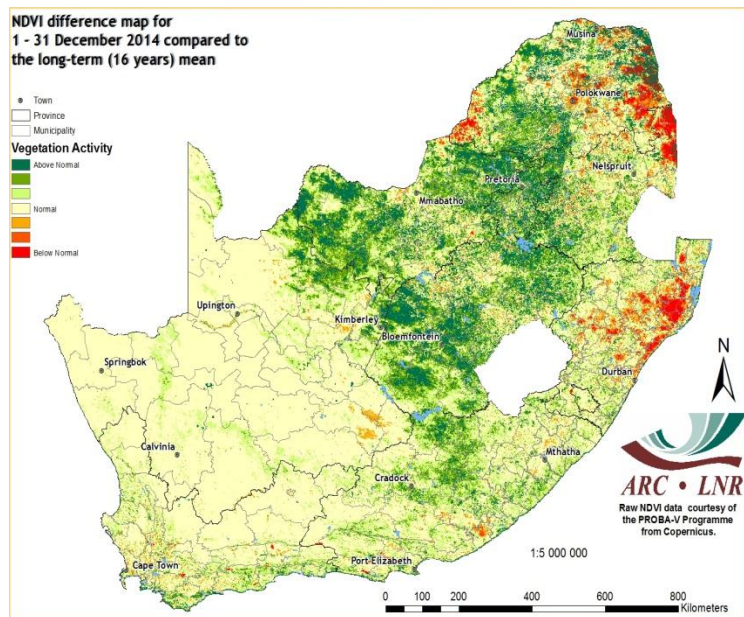 NDVI difference map for
1 - 31 December 2014 compared to
the long-term (16 years) mean
Town
Province
Municipality
Vegetation Activity
Above Normal
Normal
Below Normal
Musina
Polokwane
Nelspruit
Pretoria
Mmabatho
Upington
Kimberley
Bloemfontein
Springbok
Durban
N
Calvinia
Mthatha
Cradock
Cape Town
Port Elizabeth
ARC • LNR
Raw NDVI data courtesy of
the PROBA-V Programme
from Copernicus.
1:5 000 000
0 100 200 400 600 800
Kilometers